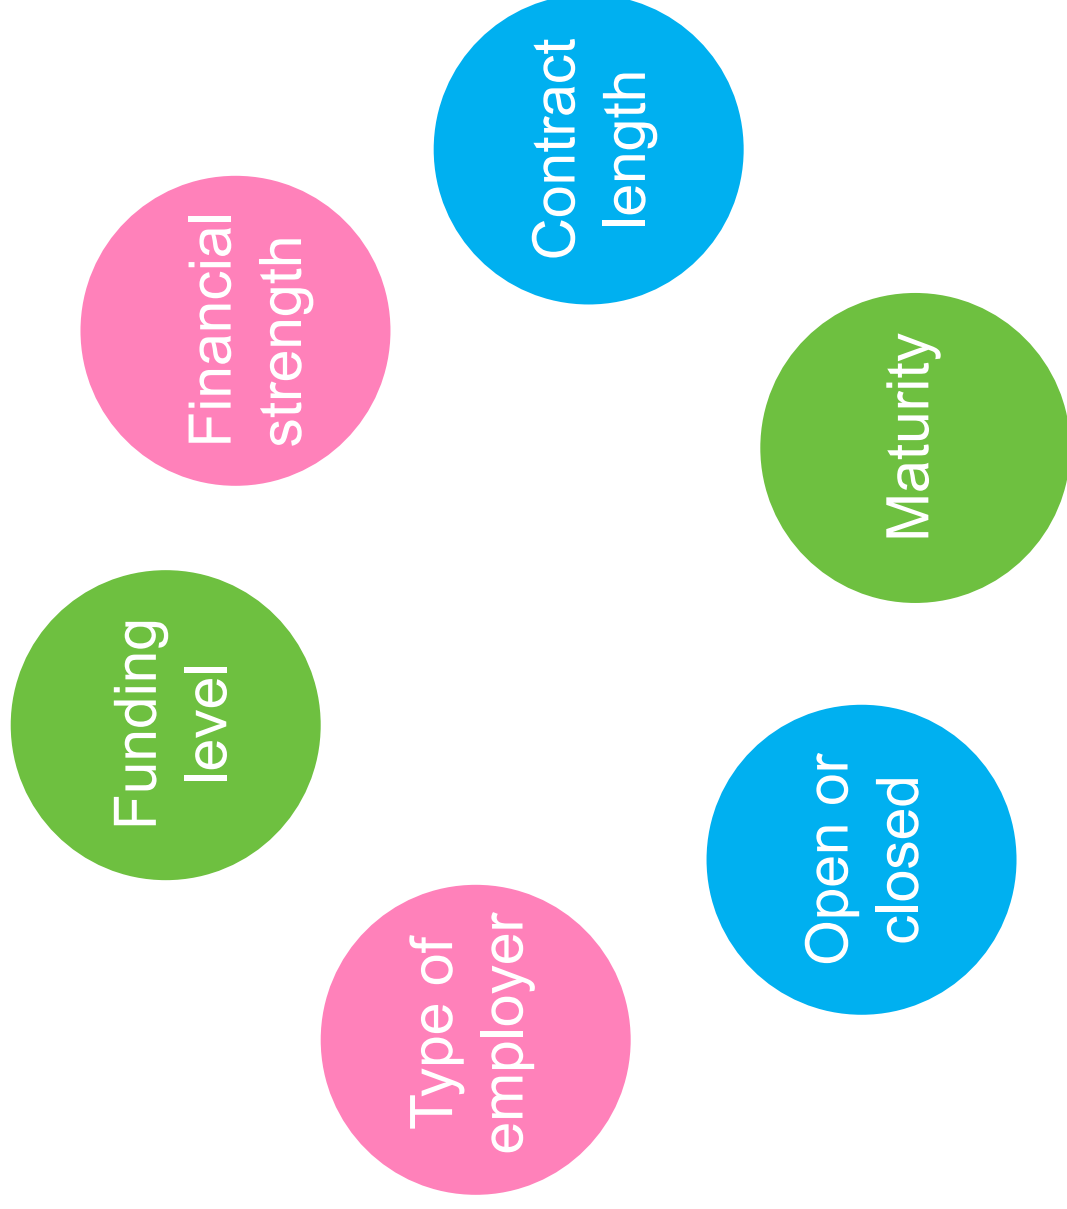 Funding
level
Financial
strength
Type of
employer
Contract
length
Open or
closed
Maturity